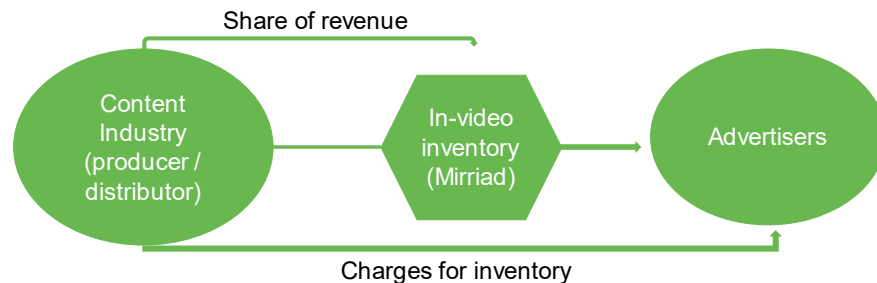 Share of revenue
Content
Industry
(producer /
distributor)
In-video
inventory
(Mirriad)
Advertisers
Charges for inventory